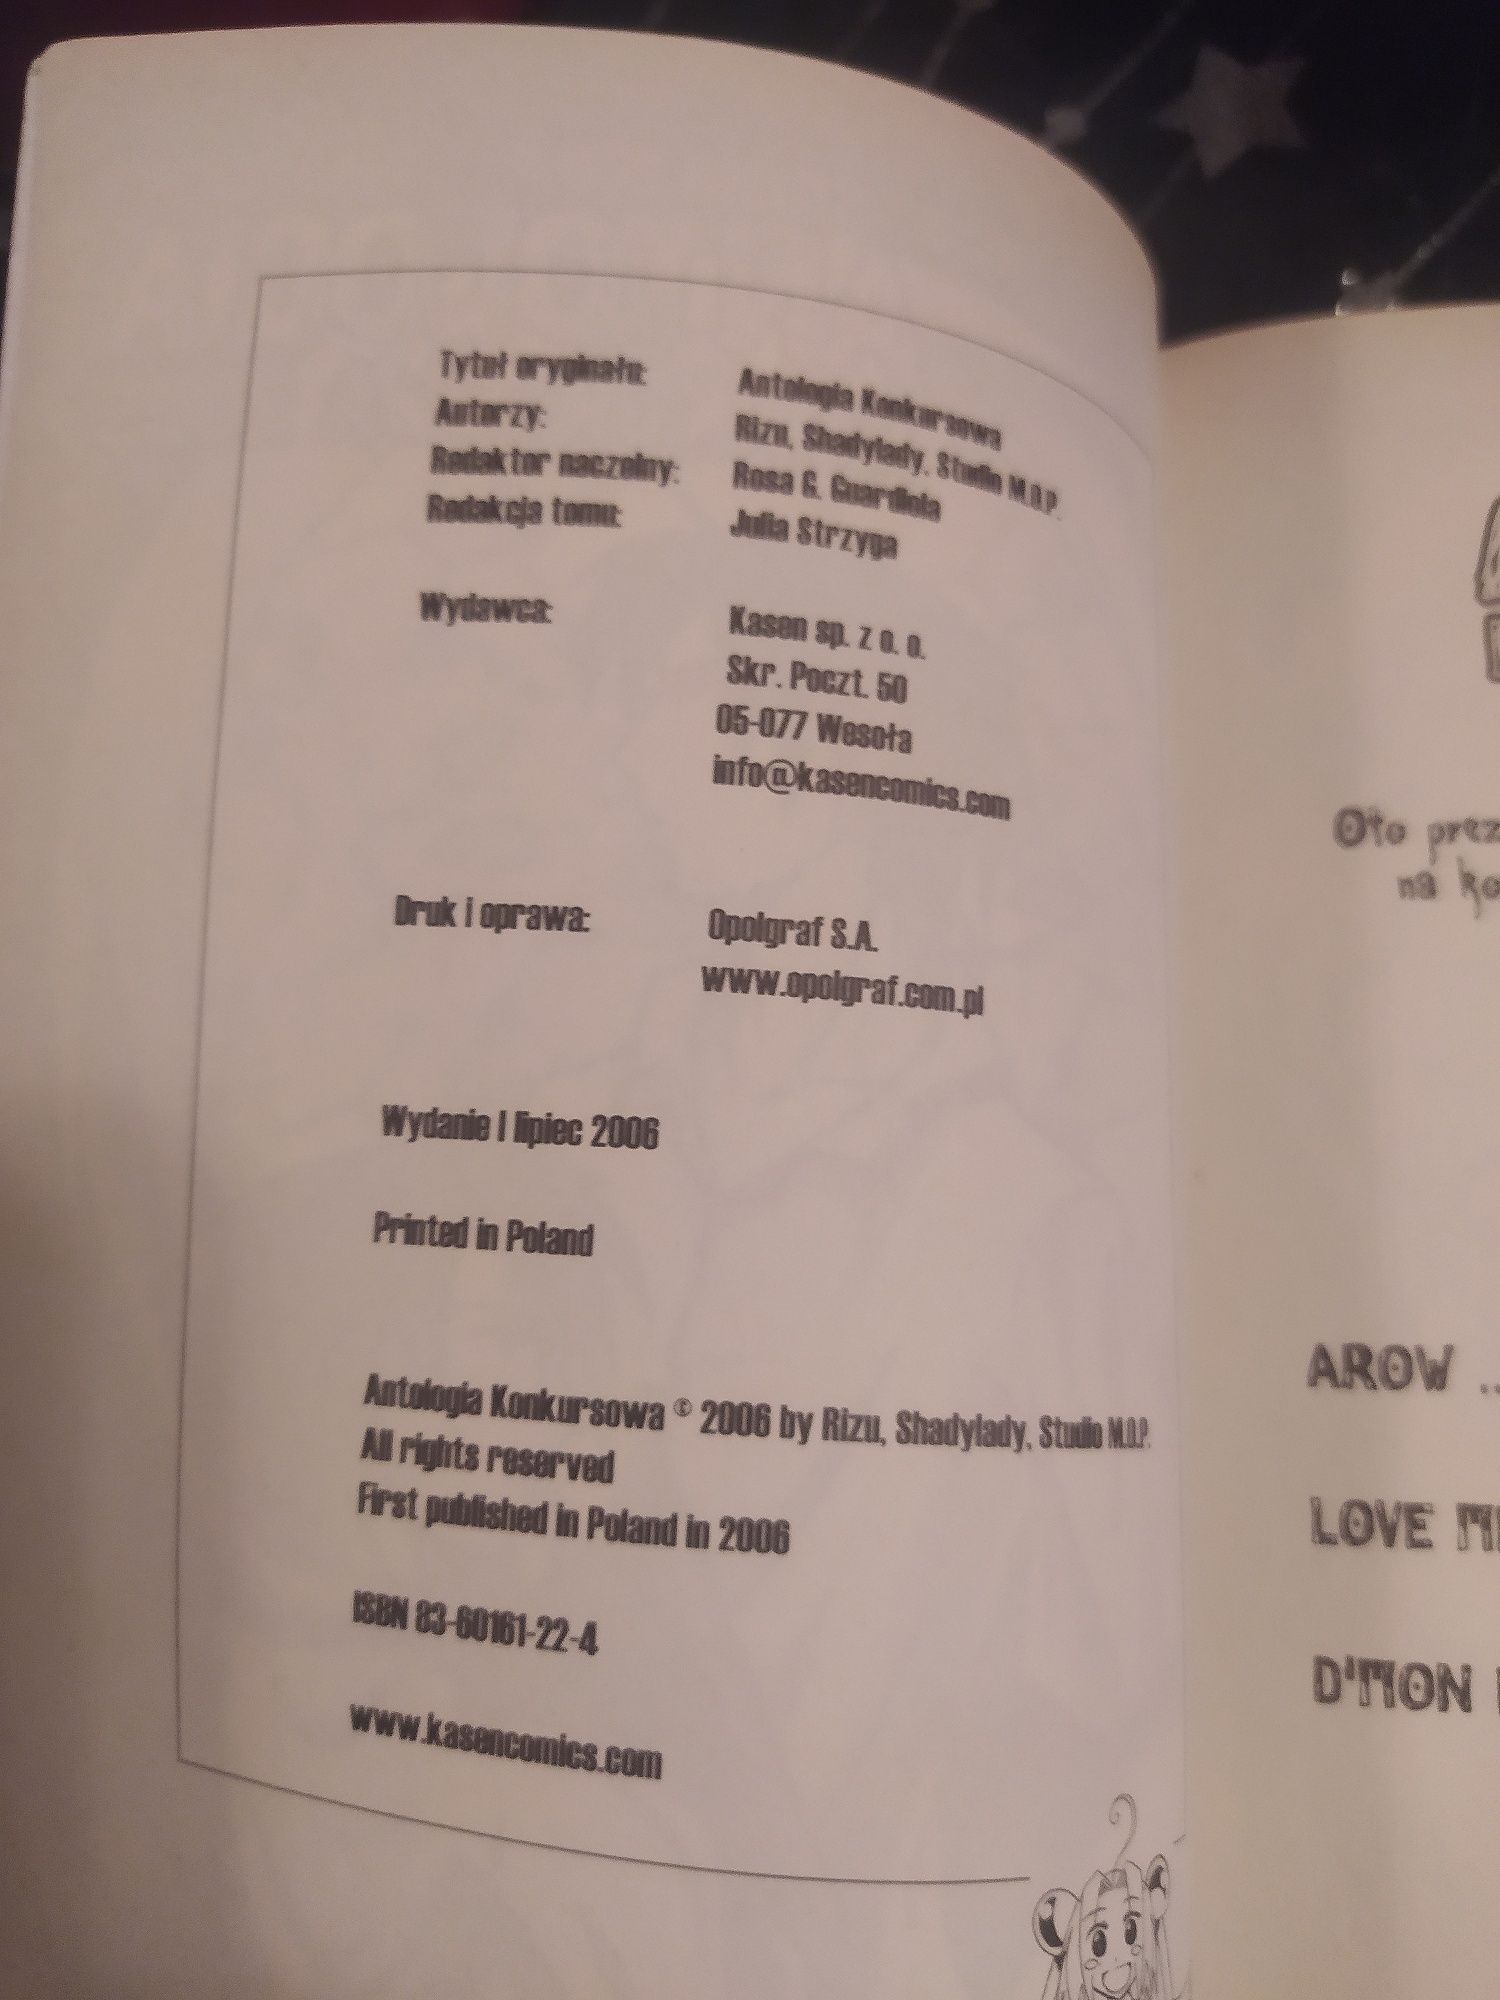 Tytuł oryginału: Antologia Konkursowa
Autorzy: Rizu, Shadylady, Studio M.O.P.
Redaktor naczelny: Rosa G. Guardiola
Redakcja tomu: Julia Strzyga
Wydawca: Kasen sp. z o. o.
Skr. Poczt. 50
05-077 Wesoła
info@kasencomics.com
Druk i oprawa: Opolgraf S.A.
www.opolgraf.com.pl
Wydanie I lipiec 2006
Printed in Poland
Antologia Konkursowa © 2006 by Rizu, Shadylady, Studio M.O.P.
All rights reserved
First published in Poland in 2006
ISBN 83-60161-22-4
www.kasencomics.com
Oto
na
AROW ..
LOVE
D'MON